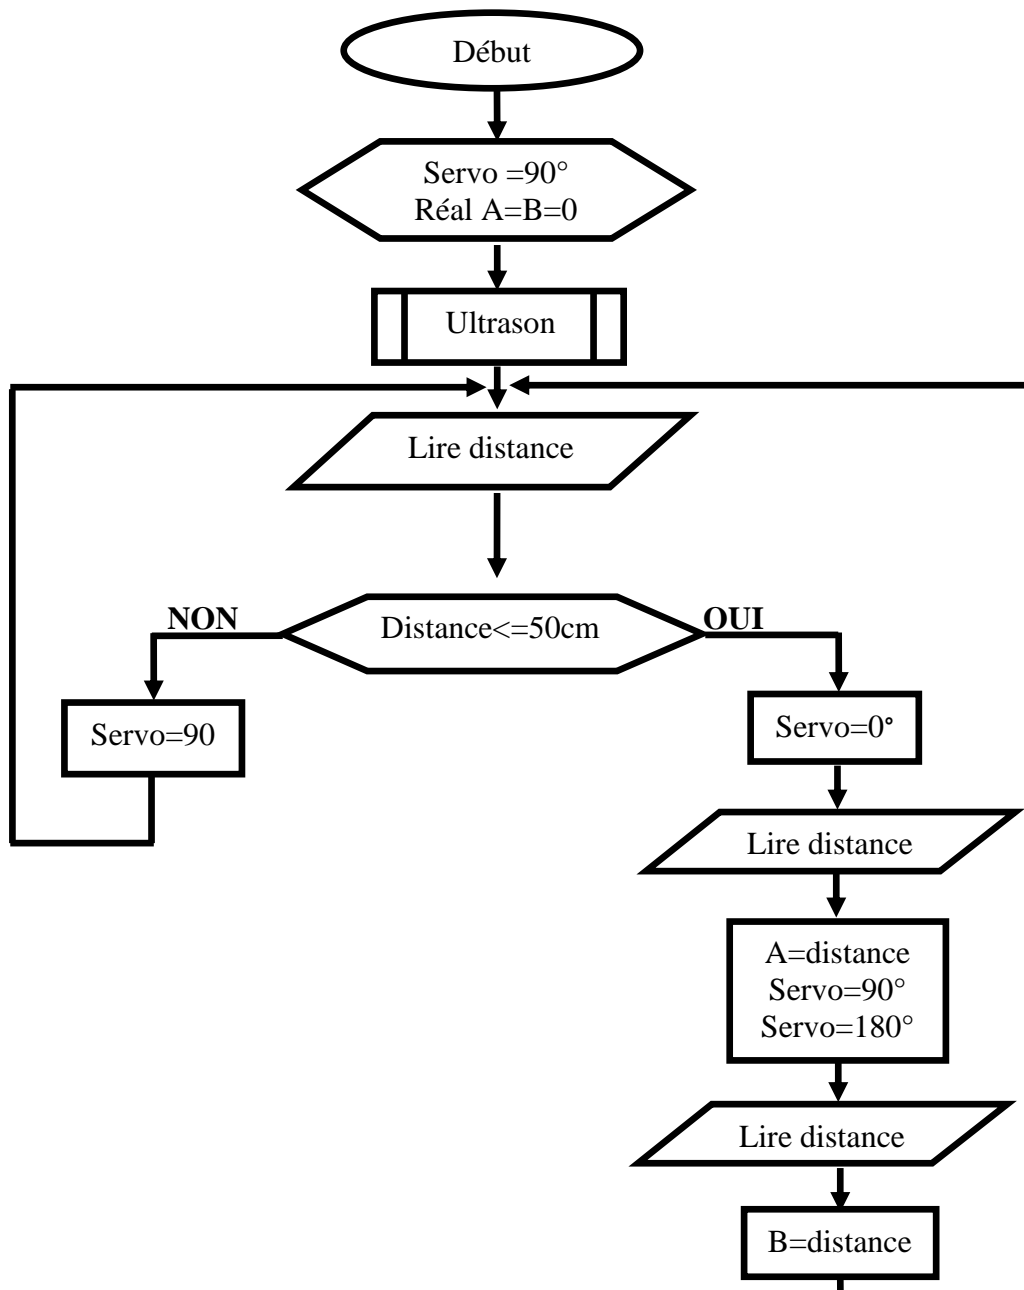 Début
Servo =90°
Réal A=B=0
Ultrason
Lire distance
Distance<=50cm
NON
OUI
Servo=90
Servo=0°
Lire distance
A=distance
Servo=90°
Servo=180°
Lire distance
B=distance